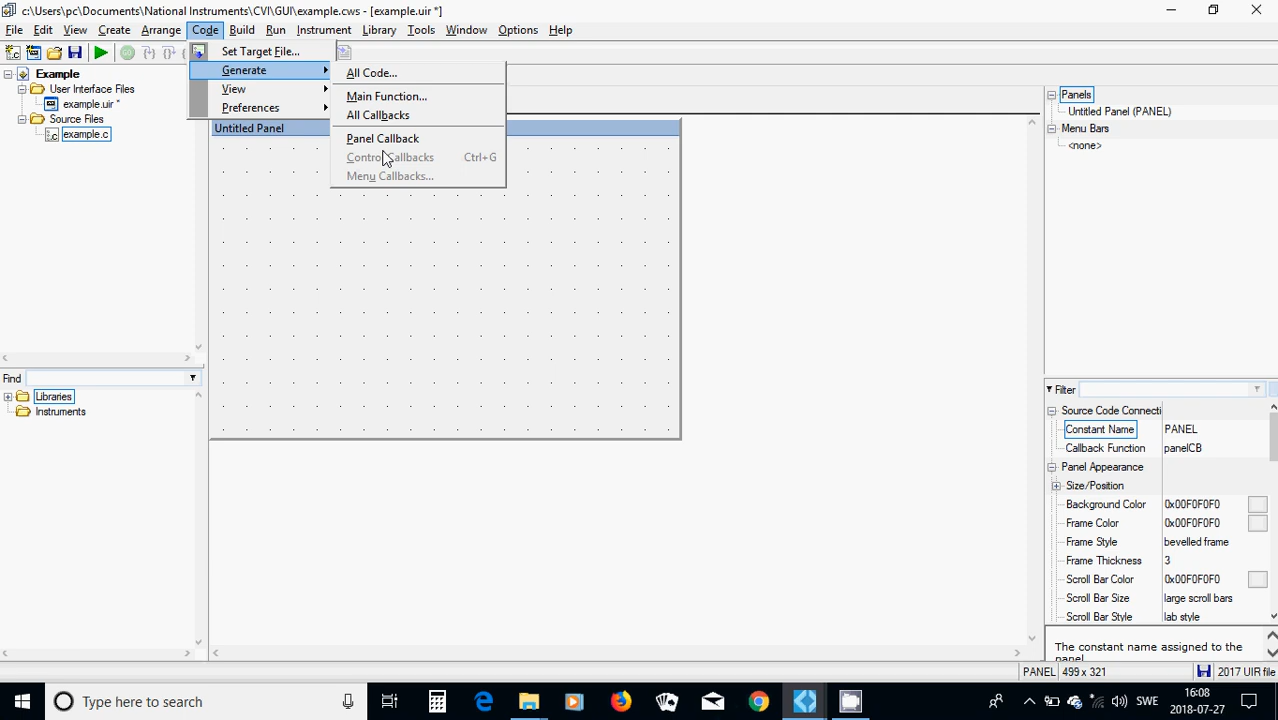 c:\Users\pc\Documents\National Instruments\CVI\GUI\example.cws - [example.uir *]
File Edit View Create Arrange Code Build Run Instrument Library Tools Window Options Help
Set Target File...
Generate
View
Preferences
All Code...
Main Function...
All Callbacks
Panel Callback
Control Callbacks Ctrl+G
Menu Callbacks...
Example
User Interface Files
example.uir *
Source Files
example.c
Untitled Panel
Panels
Untitled Panel (PANEL)
Menu Bars
<none>
Find
Libraries
Instruments
Filter
Source Code Connecti
Constant Name PANEL
Callback Function panelCB
Panel Appearance
Size/Position
Background Color 0x00F0F0F0
Frame Color 0x00F0F0F0
Frame Style bevelled frame
Frame Thickness 3
Scroll Bar Color 0x00F0F0F0
Scroll Bar Size large scroll bars
Scroll Bar Style lab style
The constant name assigned to the
panel.
PANEL 499 x 321 2017 UIR file
Type here to search
SWE
16:08
2018-07-27